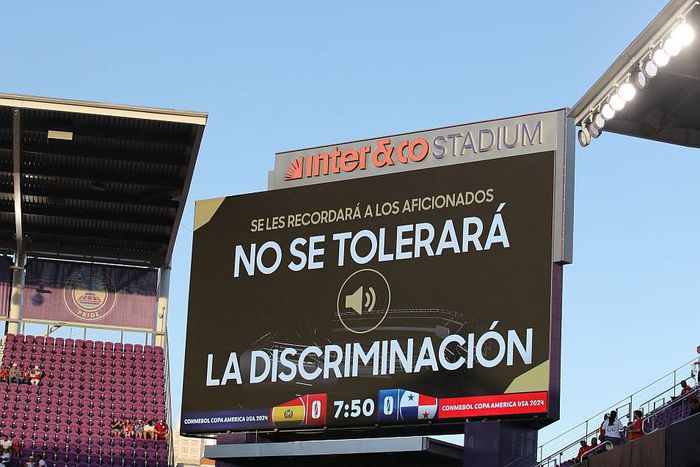 Inter&co STADIUM
SE LES RECORDARÁ A LOS AFICIONADOS
NO SE TOLERARÁ
LA DISCRIMINACIÓN
CONMEBOL COPA AMERICA USA 2024 0 7:50 0 CONMEBOL COPA AMERICA USA 2024
PRIDE